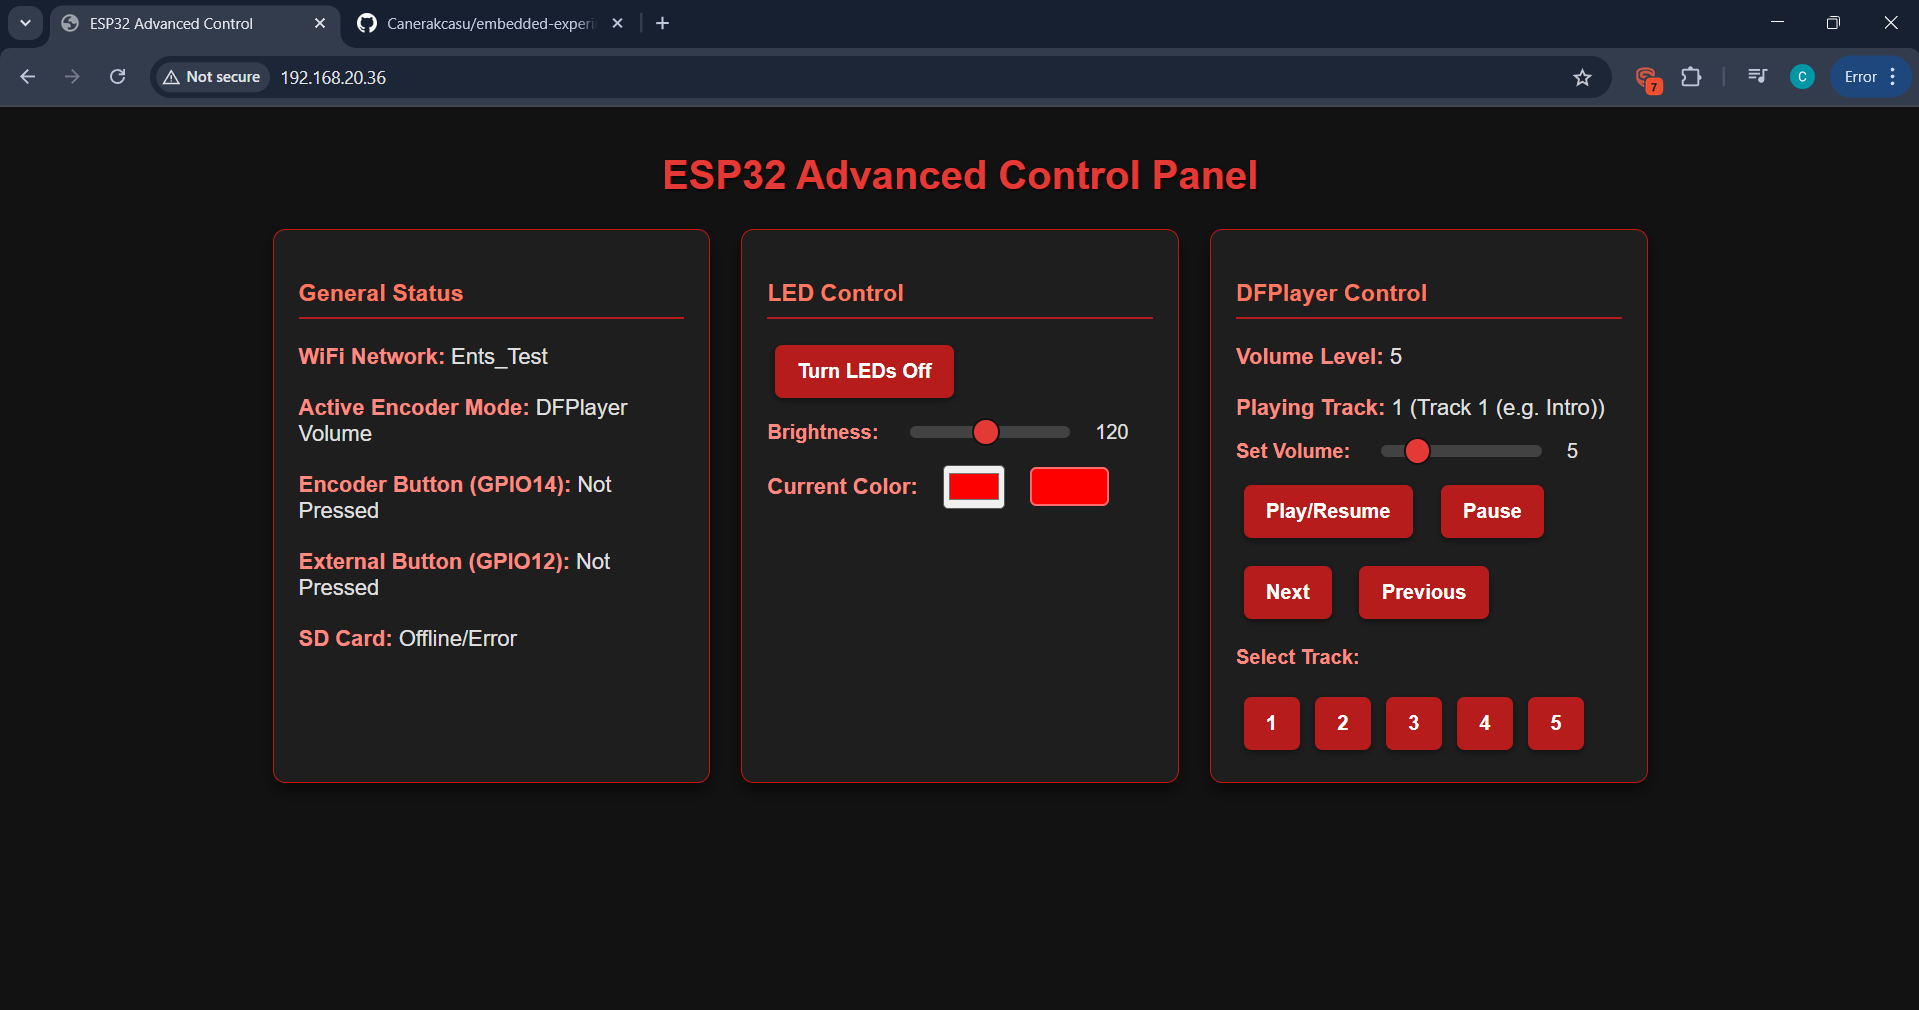 ESP32 Advanced Control
Canerakcasu/embedded-experi
Not secure
192.168.20.36
7
C
Error
ESP32 Advanced Control Panel
General Status
WiFi Network: Ents_Test
Active Encoder Mode: DFPlayer
Volume
Encoder Button (GPIO14): Not
Pressed
External Button (GPIO12): Not
Pressed
SD Card: Offline/Error
LED Control
Turn LEDs Off
Brightness: 120
Current Color:
DFPlayer Control
Volume Level: 5
Playing Track: 1 (Track 1 (e.g. Intro))
Set Volume: 5
Play/Resume Pause
Next Previous
Select Track:
1 2 3 4 5